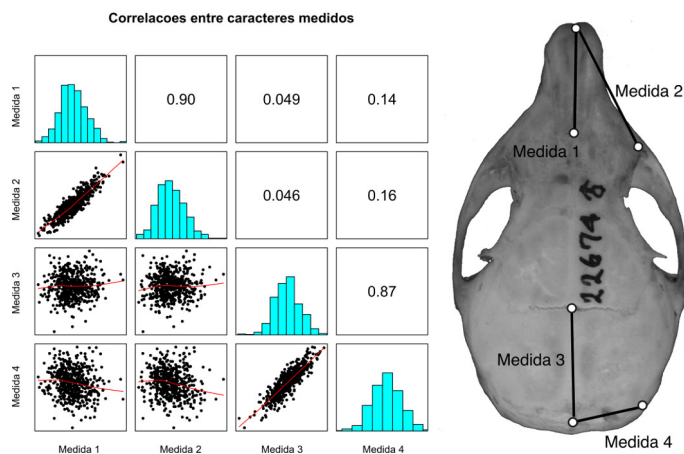 Correlacoes entre caracteres medidos
Medida 1
0.90
0.049
0.14
Medida 2
0.046
0.16
Medida 3
0.87
Medida 4
Medida 1
Medida 2
Medida 3
Medida 4
Medida 2
Medida 1
22674 ♂
Medida 3
Medida 4